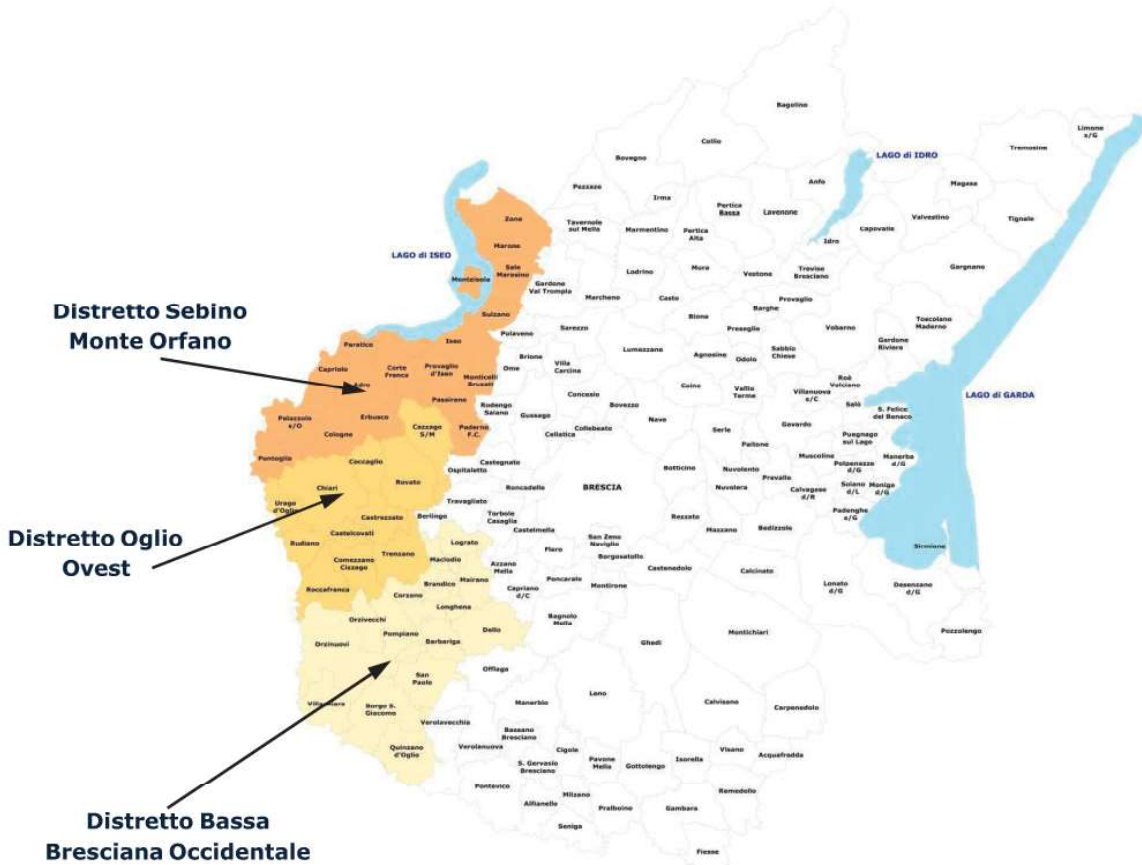 Bagolino
Limone
s/G
Collio
Tremosine
Bovegno
LAGO di IDRO
Anfo
Magasa
Pezzaze
Irma
Pertica
Bassa
Lavenone
Valvestino
Tignale
Zone
Tavernole
sul Mella
Marmentino
Pertica
Alta
Capovalle
Idro
Marone
LAGO di ISEO
Sale
Marasino
Monteisola
Gardone
Val Trompia
Lodrino
Mura
Vestone
Treviso
Bresciano
Gargnano
Marcheno
Casto
Barghe
Provaglio
Sulzano
Bione
Preseglie
Vobarno
Toscolano
Maderno
Distretto Sebino
Monte Orfano
Polaveno
Sarezzo
Iseo
Paratico
Lumezzane
Agnosine
Odolo
Sabbio
Chiese
Gardone
Riviera
Brione
Ome
Villa
Carcina
Capriolo
Adro
Corte
Franca
Provaglio
d'Iseo
Monticelli
Brusati
Caino
Vallio
Terme
Villanova
s/C
Roè
Volciano
LAGO di GARDA
Concesio
Bovezzo
Passirano
Rodengo
Saiano
Gussago
Collebeato
Nave
Salò
S. Felice
del Benaco
Palazzolo
s/O
Erbusco
Cologne
Cazzago
S/M
Paderno
F.C.
Cellatica
Serle
Gavardo
Puegnago
sul Lago
Paitone
Pontoglio
Coccaglio
Castegnato
Ospitaletto
Botticino
Nuvolento
Prevalle
Muscoline
Polpenazze
d/G
Manerba
d/G
Chiari
Rovato
Roncadelle
BRESCIA
Nuvolera
Calvagese
d/R
Soiano
d/L
Moniga
d/G
Urago
d'Oglio
Travagliato
Castrezzato
Berlingo
Torbole
Casaglia
Rezzato
Mazzano
Bedizzole
Padenghe
s/G
Distretto Oglio
Ovest
Rudiano
Castelcovati
Castelmella
Lograto
San Zeno
Naviglio
Sirmione
Comezzano
Cizzago
Trenzano
Maclodio
Flero
Borgosatollo
Castenedolo
Calcinato
Azzano
Mella
Roccafranca
Brandico
Mairano
Poncarale
Montirone
Lonato
d/G
Desenzano
d/G
Corzano
Capriano
d/C
Longhena
Orzivecchi
Bagnolo
Mella
Orzinuovi
Pompiano
Barbariga
Dello
Ghedi
Montichiari
Pozzolengo
San
Paolo
Offlaga
Leno
Borgo S.
Giacomo
Manerbio
Calvisano
Carpenedolo
Verolavecchia
Bassano
Bresciano
Quinzano
d'Oglio
Verolanuova
Cigole
Visano
Acquafredda
S. Gervasio
Bresciano
Pavone
Mella
Gottolengo
Isorella
Pontevico
Milzano
Remedello
Alfianello
Pralboino
Gambara
Distretto Bassa
Bresciana Occidentale
Seniga
Fiesse